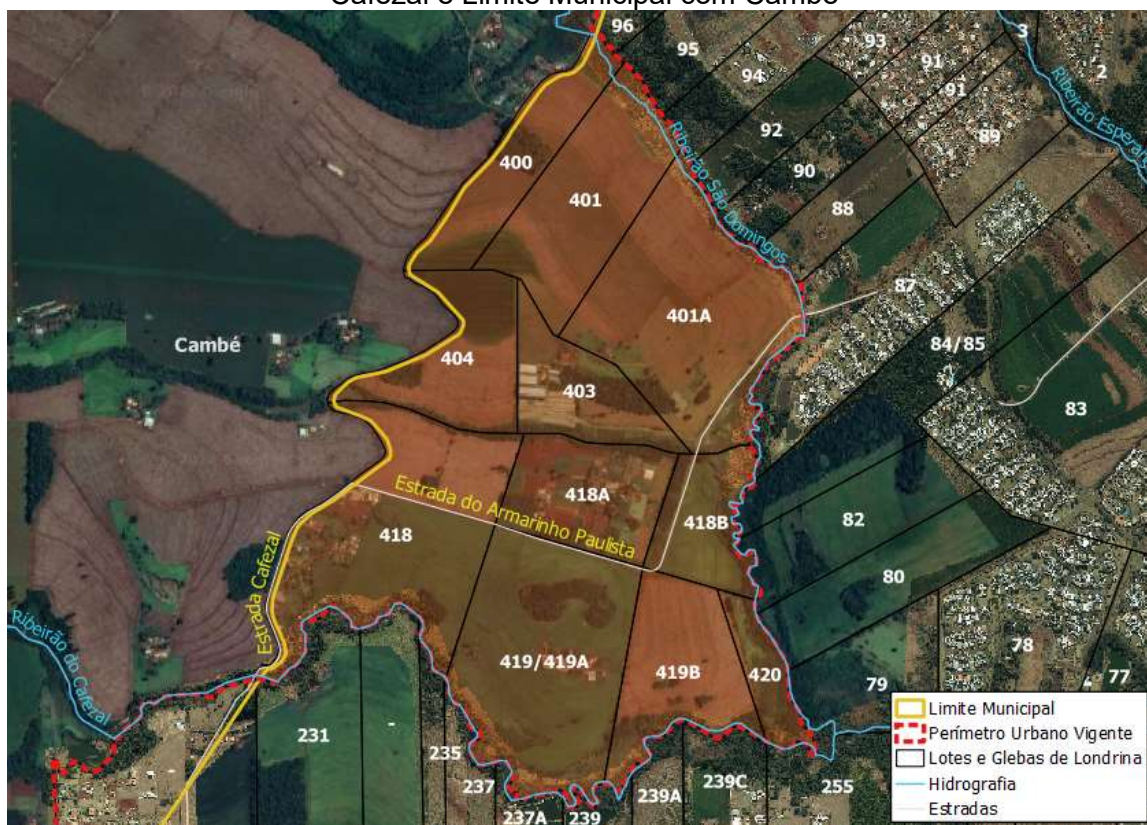 Cafezal e Limite Municipal com Cambé
96
95
94
93
91
91
3
2
92
90
89
88
87
Ribeirão Esperan
Ribeirão São Domingos
400
401
401A
Cambé
404
403
84/85
83
Estrada do Armarinho Paulista
418A
418B
82
80
418
Estrada Cafezal
Ribeirão do Cafezal
419/419A
419B
420
79
78
77
231
-
235
237
237A
239
239A
239C
255
Limite Municipal
Perímetro Urbano Vigente
Lotes e Glebas de Londrina
Hidrografia
Estradas